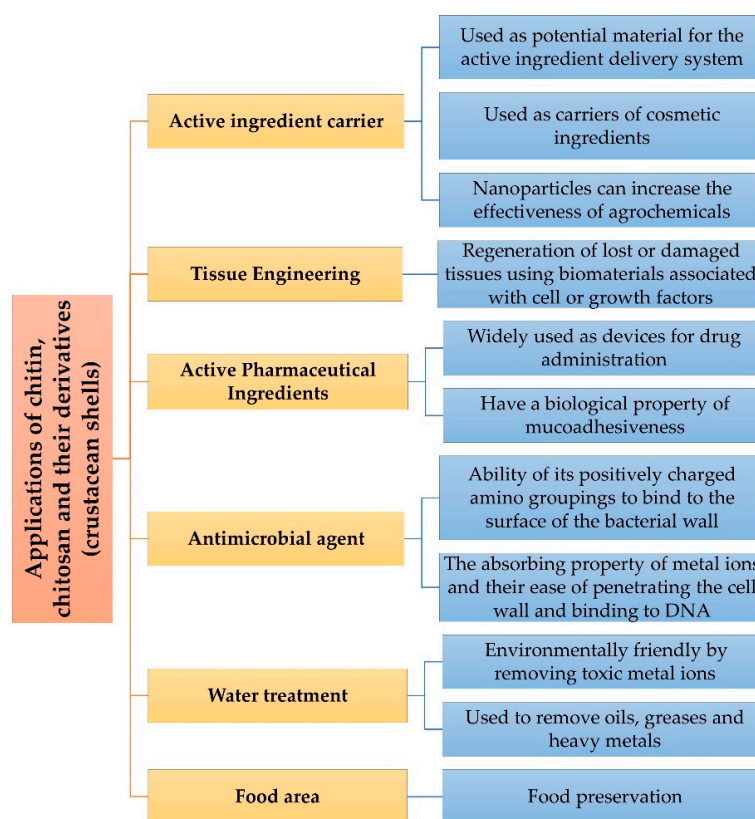 Applications of chitin,
chitosan and their derivatives
(crustacean shells)
Active ingredient carrier
Used as potential material for the
active ingredient delivery system
Used as carriers of cosmetic
ingredients
Nanoparticles can increase the
effectiveness of agrochemicals
Tissue Engineering
Regeneration of lost or damaged
tissues using biomaterials associated
with cell or growth factors
Active Pharmaceutical
Ingredients
Widely used as devices for drug
administration
Have a biological property of
mucoadhesiveness
Antimicrobial agent
Ability of its positively charged
amino groupings to bind to the
surface of the bacterial wall
The absorbing property of metal ions
and their ease of penetrating the cell
wall and binding to DNA
Water treatment
Environmentally friendly by
removing toxic metal ions
Used to remove oils, greases and
heavy metals
Food area
Food preservation